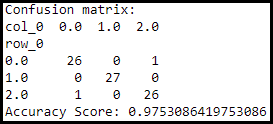 Confusion matrix:
col_0 0.0 1.0 2.0
row_0
0.0 26 0 1
1.0 0 27 0
2.0 1 0 26
Accuracy Score: 0.9753086419753086